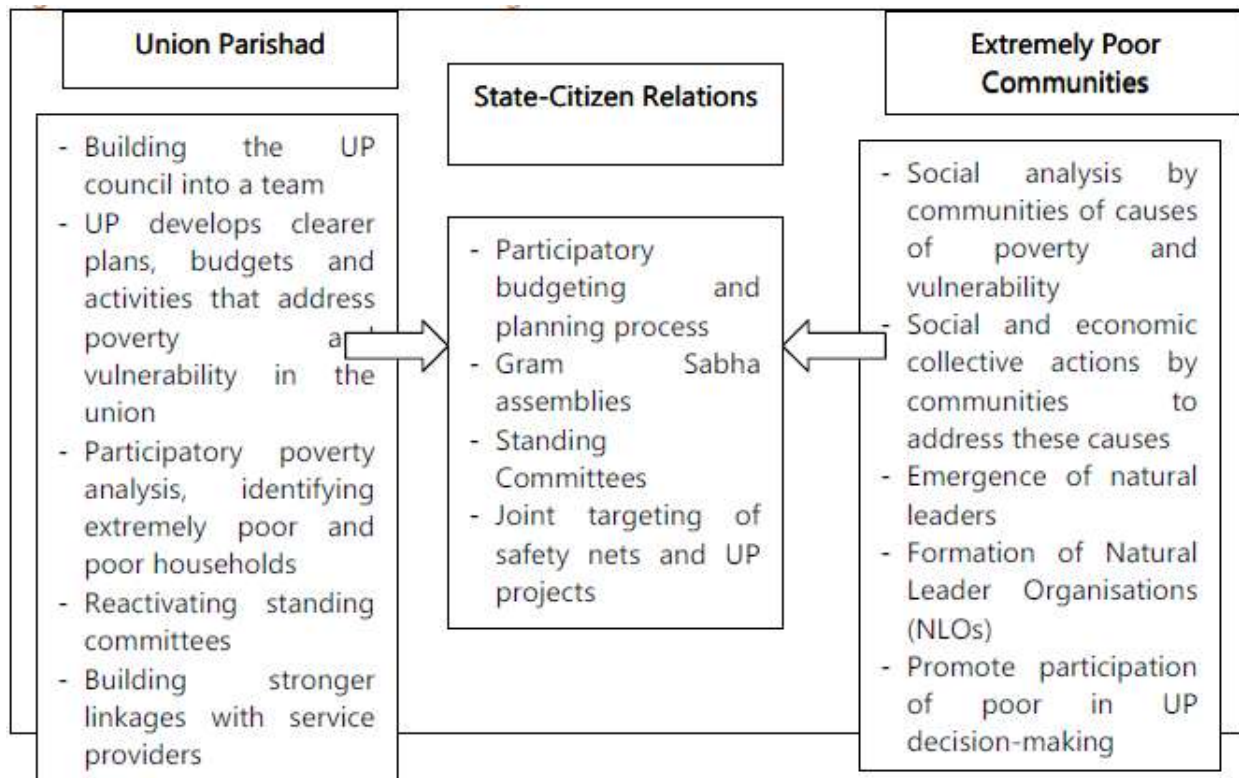 Union Parishad
- Building the UP
council into a team
- UP develops clearer
plans, budgets and
activities that address
poverty
vulnerability in the
union
- Participatory poverty
analysis, identifying
extremely poor and
poor households
- Reactivating standing
committees
- Building stronger
linkages with service
providers
State-Citizen Relations
- Participatory
budgeting and
planning process
- Gram Sabha
assemblies
- Standing
Committees
- Joint targeting of
safety nets and UP
projects
Extremely Poor
Communities
- Social analysis by
communities of causes
of poverty and
vulnerability
- Social and economic
collective actions by
communities to
address these causes
- Emergence of natural
leaders
- Formation of Natural
Leader Organisations
(NLOs)
- Promote participation
of poor in UP
decision-making